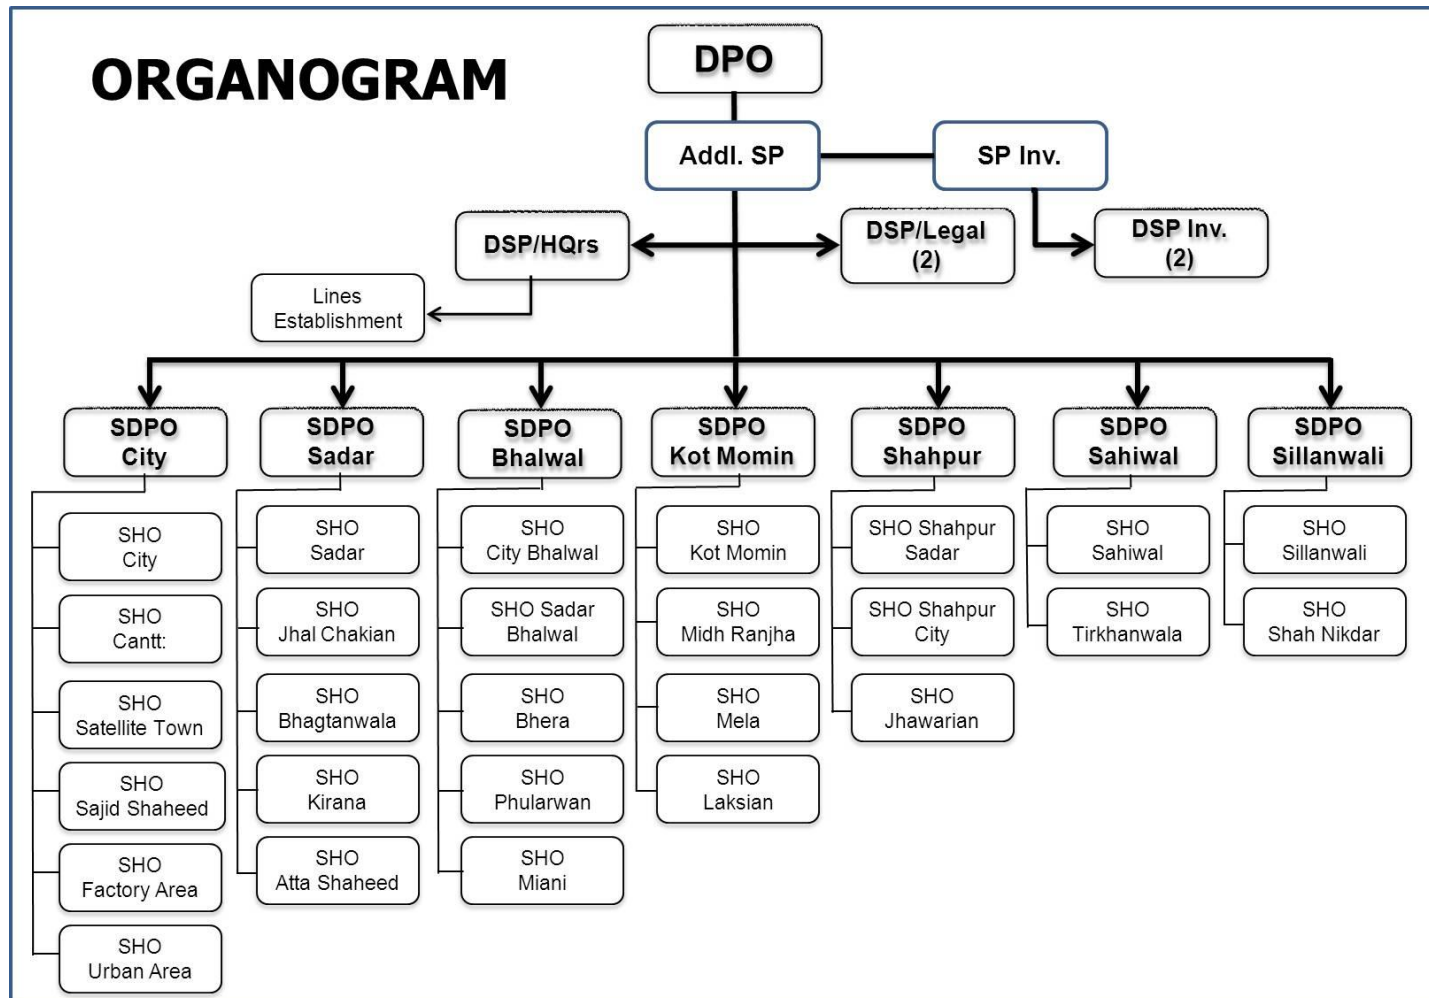 ORGANOGRAM
DPO
Addl. SP
SP Inv.
DSP/HQrs
DSP/Legal
(2)
DSP Inv.
(2)
Lines
Establishment
SDPO
City
SDPO
Sadar
SDPO
Bhalwal
SDPO
Kot Momin
SDPO
Shahpur
SDPO
Sahiwal
SDPO
Sillanwali
SHO
City
SHO
Cantt:
SHO
Satellite Town
SHO
Sajid Shaheed
SHO
Factory Area
SHO
Urban Area
SHO
Sadar
SHO
Jhal Chakian
SHO
Bhagtanwala
SHO
Kirana
SHO
Atta Shaheed
SHO
City Bhalwal
SHO Sadar
Bhalwal
SHO
Bhera
SHO
Phularwan
SHO
Miani
SHO
Kot Momin
SHO
Midh Ranjha
SHO
Mela
SHO
Laksian
SHO Shahpur
Sadar
SHO Shahpur
City
SHO
Jhawarian
SHO
Sahiwal
SHO
Tirkhanwala
SHO
Sillanwali
SHO
Shah Nikdar